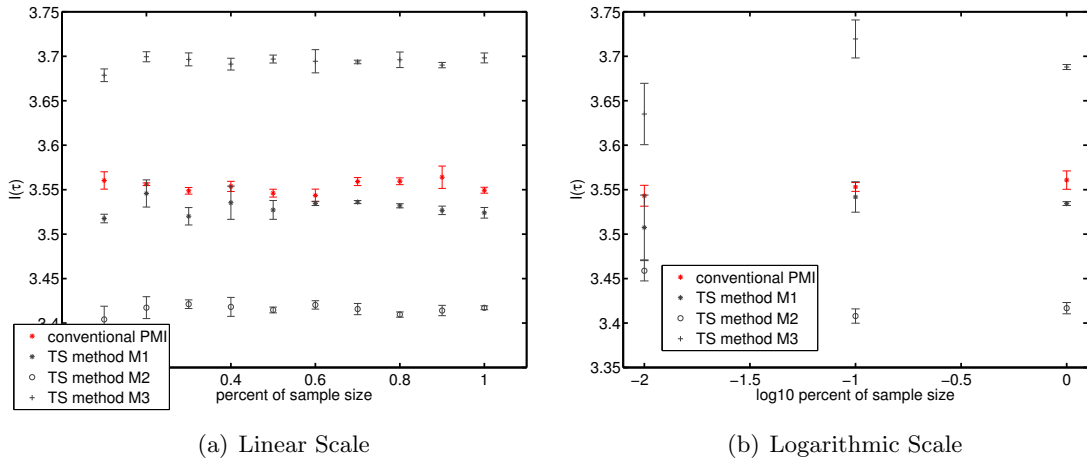 3.75
3.7
3.65
3.6
3.55
3.5
3.45
3.4
I(τ)
0.4
0.6
0.8
1
percent of sample size
conventional PMI
TS method M1
TS method M2
TS method M3
(a) Linear Scale
3.75
3.7
3.65
3.6
3.55
3.5
3.45
3.4
3.35
I(τ)
−2
−1.5
−1
−0.5
0
log10 percent of sample size
conventional PMI
TS method M1
TS method M2
TS method M3
(b) Logarithmic Scale